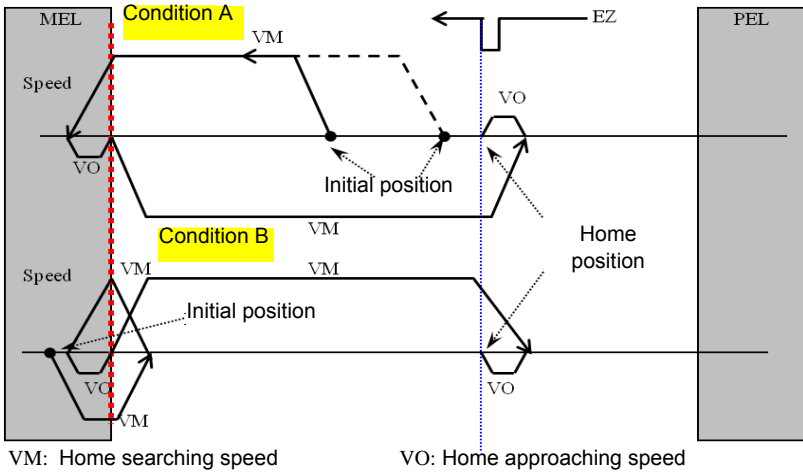 MEL
Condition A
VM
EZ
PEL
Speed
VO
VO
Initial position
VM
Condition B
Home
position
VM
VM
Speed
Initial position
VO
VO
VM
VM: Home searching speed
VO: Home approaching speed